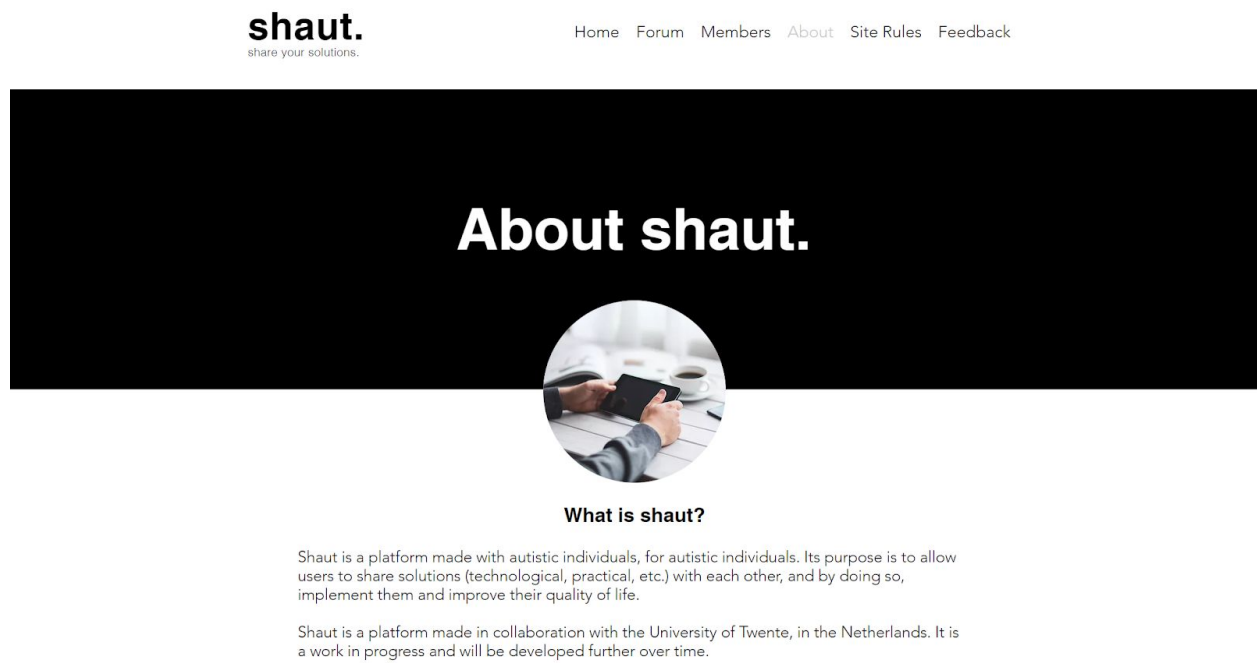 shaut.
share your solutions.
Home Forum Members About Site Rules Feedback
About shaut.
What is shaut?
Shaut is a platform made with autistic individuals, for autistic individuals. Its purpose is to allow
users to share solutions (technological, practical, etc.) with each other, and by doing so,
implement them and improve their quality of life.
Shaut is a platform made in collaboration with the University of Twente, in the Netherlands. It is
a work in progress and will be developed further over time.